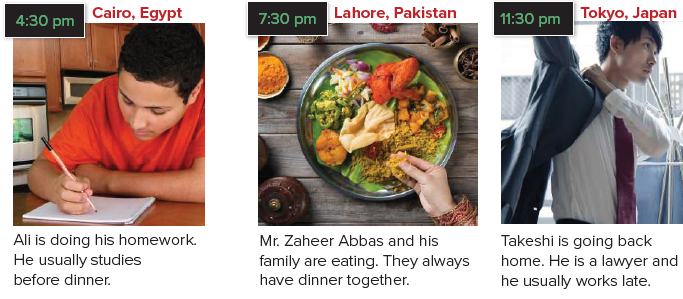 4:30 pm
Cairo, Egypt
Ali is doing his homework.
He usually studies
before dinner.
7:30 pm
Lahore, Pakistan
Mr. Zaheer Abbas and his
family are eating. They always
have dinner together.
11:30 pm
Tokyo, Japan
Takeshi is going back
home. He is a lawyer and
he usually works late.